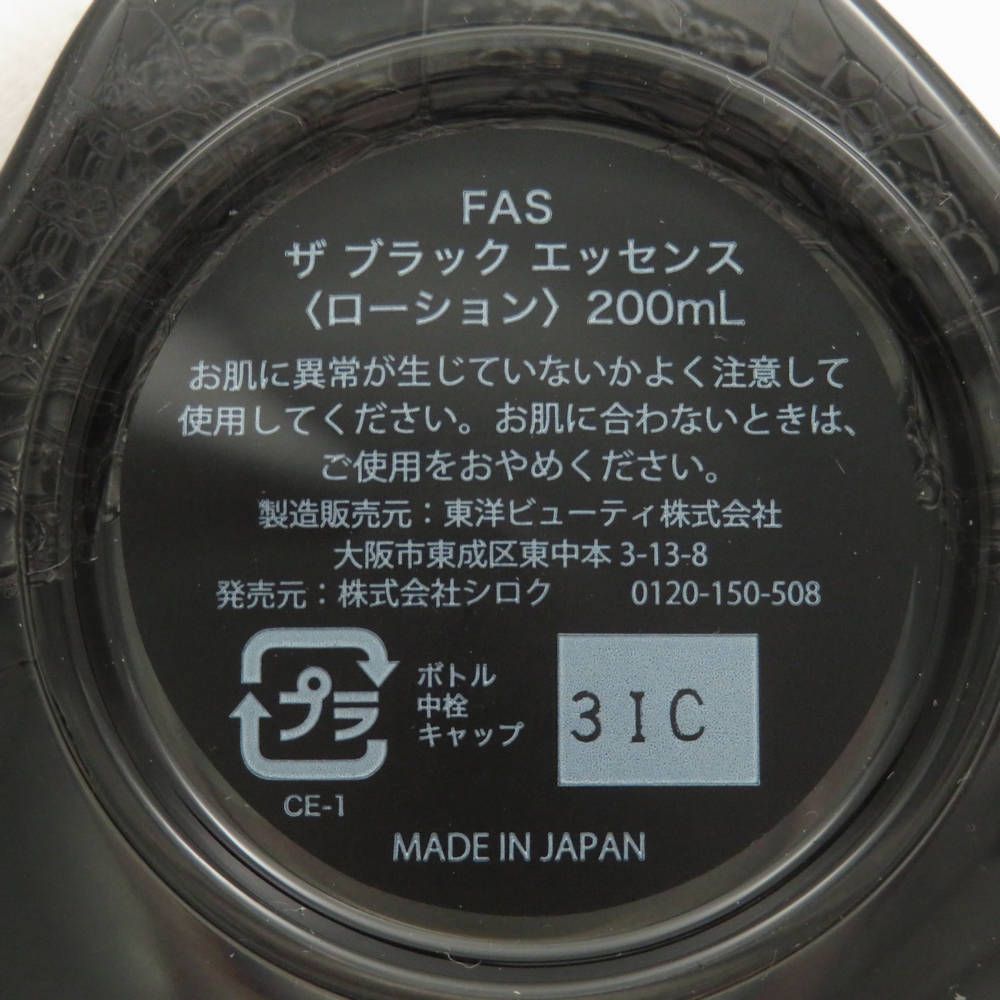 FAS
ザ ブラック エッセンス
〈ローション〉 200mL
お肌に異常が生じていないかよく注意して
使用してください。お肌に合わないときは、
ご使用をおやめください。
製造販売元：東洋ビューティ株式会社
大阪市東成区東中本 3-13-8
発売元：株式会社シロク 0120-150-508
プラ
ボトル
中栓
キャップ
3IC
CE-1
MADE IN JAPAN